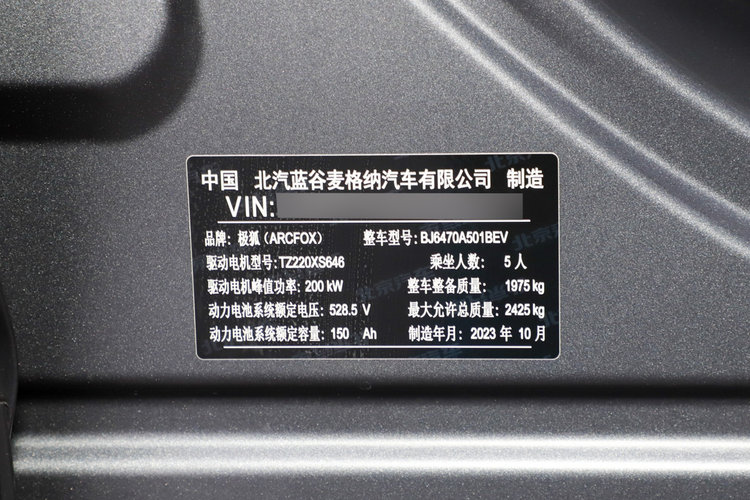 中国 北汽蓝谷麦格纳汽车有限公司 制造
VIN:
品牌：极狐（ARCFOX） 整车型号：BJ6470A501BEV
驱动电机型号：TZ220XS646 乘坐人数： 5 人
驱动电机峰值功率：200 kW 整车整备质量： 1975 kg
动力电池系统额定电压：528.5 V 最大允许总质量：2425 kg
动力电池系统额定容量：150 Ah 制造年月：2023 年 10 月